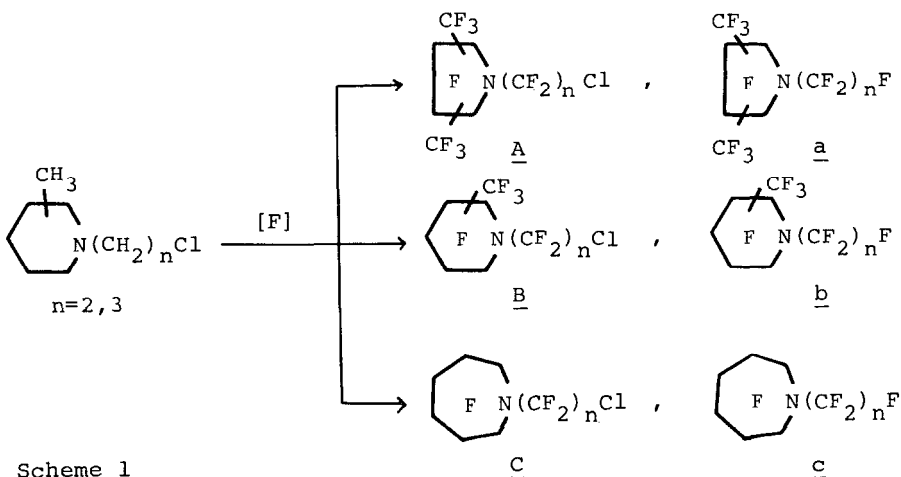 CF3 CF3
F N(CF2)nCl , F N(CF2)nF
CF3 A CF3 a
CH3
N(CH2)nCl [F]
n=2,3
CF3 CF3
F N(CF2)nCl , F N(CF2)nF
B b
F N(CF2)nCl , F N(CF2)nF
C c
Scheme 1